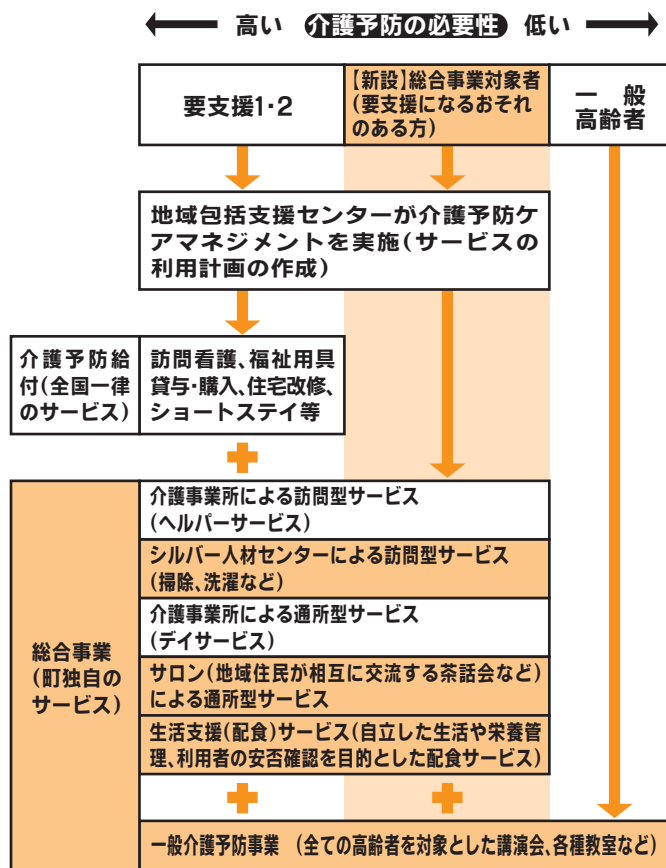 高い 介護予防の必要性 低い
要支援1・2
【新設】総合事業対象者
(要支援になるおそれ
のある方)
一般
高齢者
地域包括支援センターが介護予防ケ
アマネジメントを実施(サービスの
利用計画の作成)
介護予防給
付(全国一律
のサービス)
訪問看護、福祉用具
貸与・購入、住宅改修、
ショートステイ等
総合事業
(町独自の
サービス)
介護事業所による訪問型サービス
(ヘルパーサービス)
シルバー人材センターによる訪問型サービス
(掃除、洗濯など)
介護事業所による通所型サービス
(デイサービス)
サロン(地域住民が相互に交流する茶話会など)
による通所型サービス
生活支援(配食)サービス(自立した生活や栄養管
理、利用者の安否確認を目的とした配食サービス)
一般介護予防事業 (全ての高齢者を対象とした講演会、各種教室など)